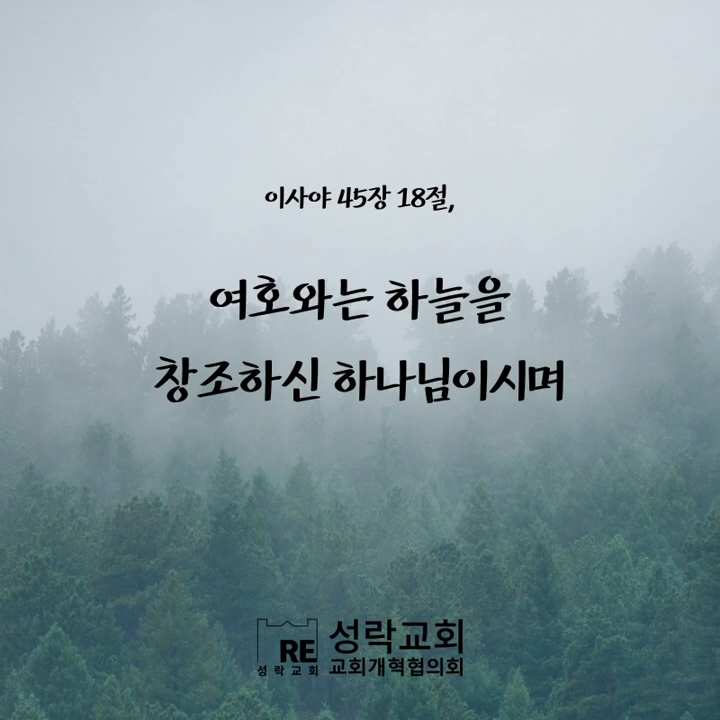 이사야 45장 18절,
여호와는 하늘을
창조하신 하나님이시며
RE
성락교회
성락교회
교회개혁협의회